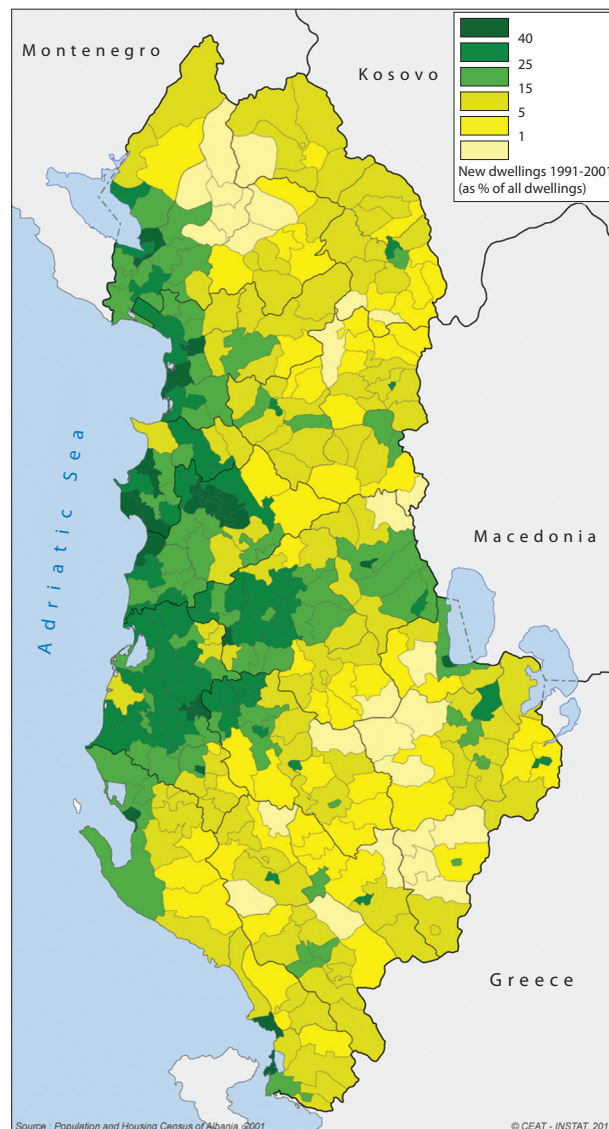 Montenegro
Kosovo
40
25
15
5
1
New dwellings 1991-2001
(as % of all dwellings)
Adriatic Sea
Macedonia
Greece
Source : Population and Housing Census of Albania 2001
© CEAT - INSTAT, 201